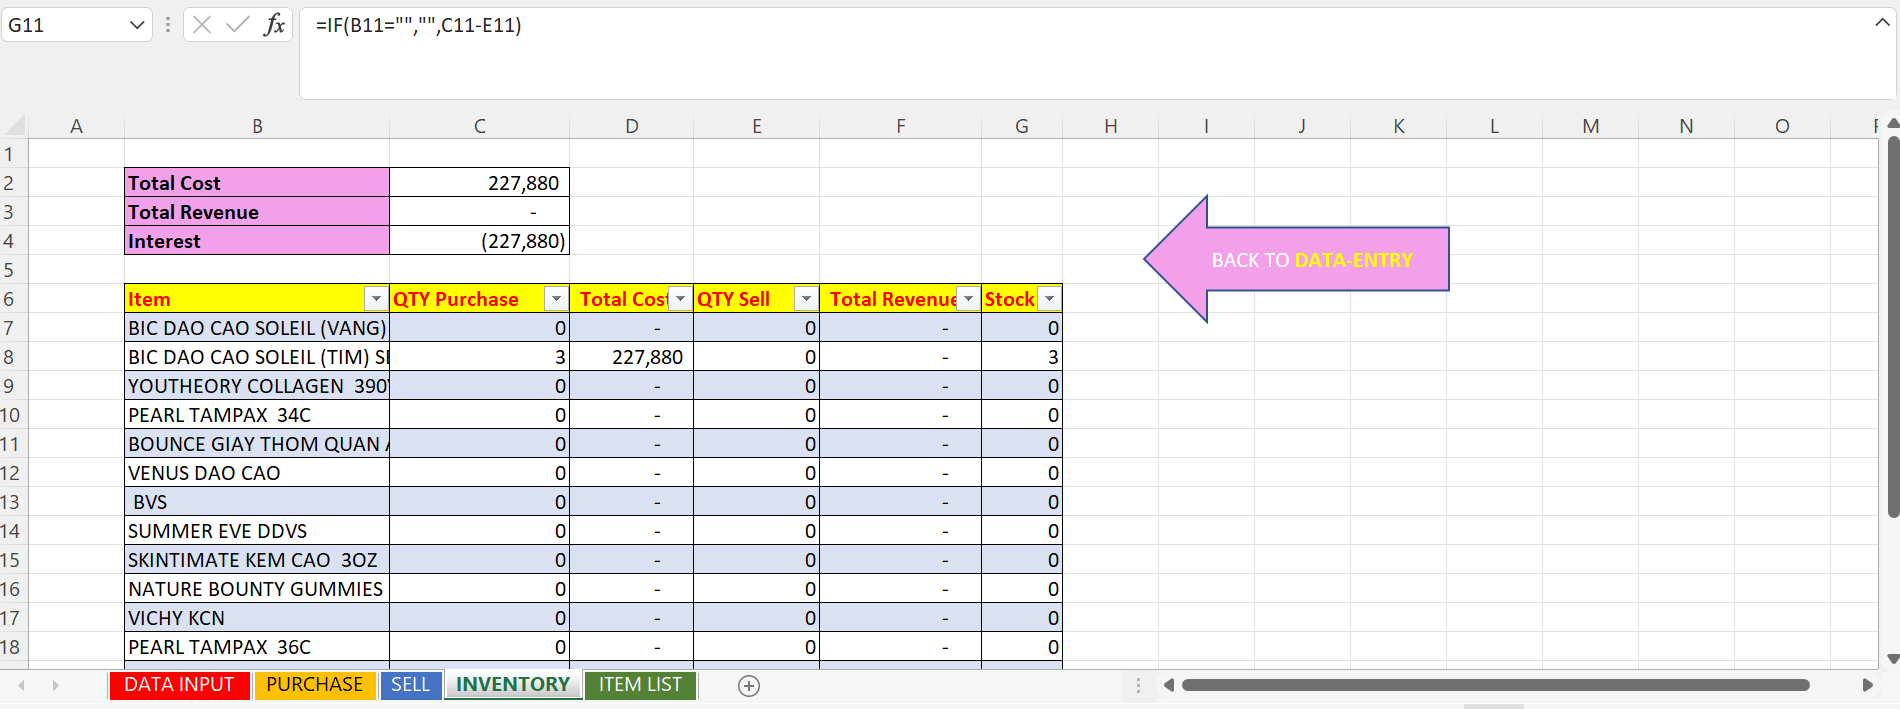 G11 fx =IF(B11="","",C11-E11)
A B C D E F G H I J K L M N O
1
2 Total Cost 227,880
3 Total Revenue -
4 Interest (227,880)
BACK TO DATA-ENTRY
5
6 Item QTY Purchase Total Cost QTY Sell Total Revenue Stock
7 BIC DAO CAO SOLEIL (VANG) 0 - 0 - 0
8 BIC DAO CAO SOLEIL (TIM) 3 227,880 0 - 3
9 YOUTHEORY COLLAGEN 390 0 - 0 - 0
10 PEARL TAMPAX 34C 0 - 0 - 0
11 BOUNCE GIAY THOM QUAN 0 - 0 - 0
12 VENUS DAO CAO 0 - 0 - 0
13 BVS 0 - 0 - 0
14 SUMMER EVE DDVS 0 - 0 - 0
15 SKINTIMATE KEM CAO 3OZ 0 - 0 - 0
16 NATURE BOUNTY GUMMIES 0 - 0 - 0
17 VICHY KCN 0 - 0 - 0
18 PEARL TAMPAX 36C 0 - 0 - 0
DATA INPUT PURCHASE SELL INVENTORY ITEM LIST